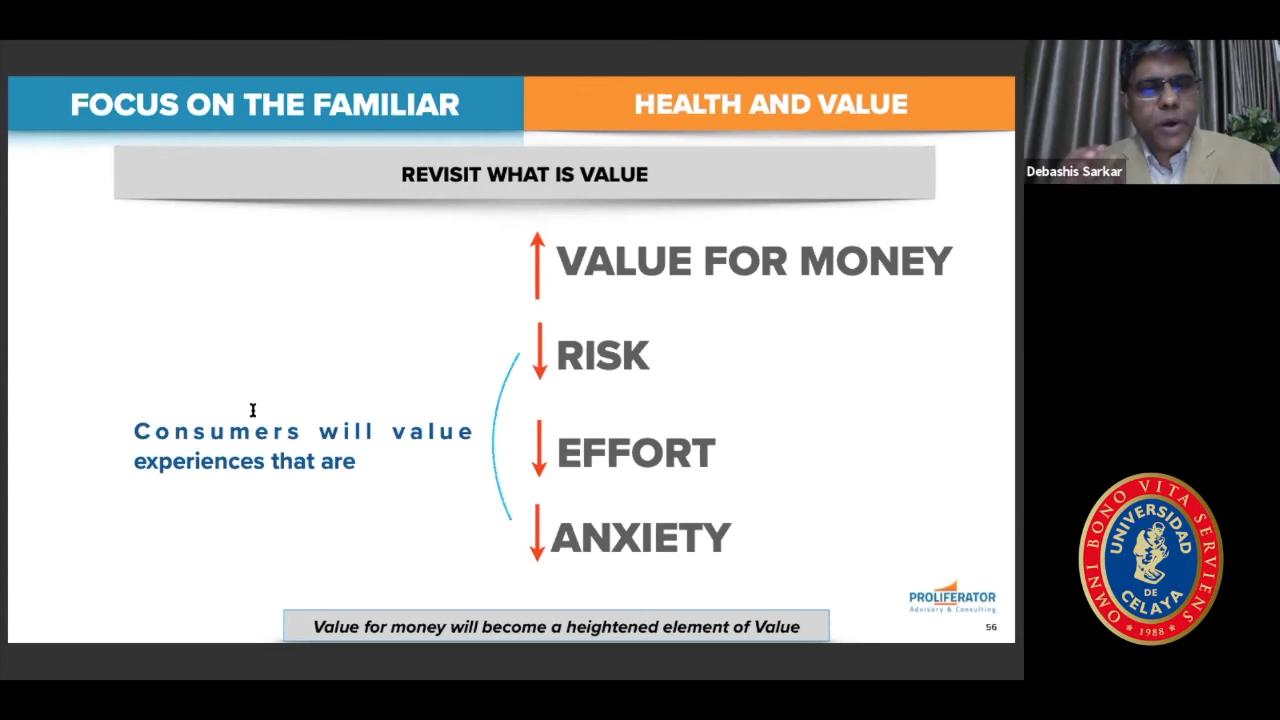 FOCUS ON THE FAMILIAR
HEALTH AND VALUE
REVISIT WHAT IS VALUE
VALUE FOR MONEY
RISK
EFFORT
ANXIETY
Consumers will value
experiences that are
Value for money will become a heightened element of Value
PROLIFERATOR
Advisory & Consulting
56
Debashis Sarkar
OMNI BONO VITA SERVIENS
UNIVERSIDAD
DE
CELAYA
* 1988 *